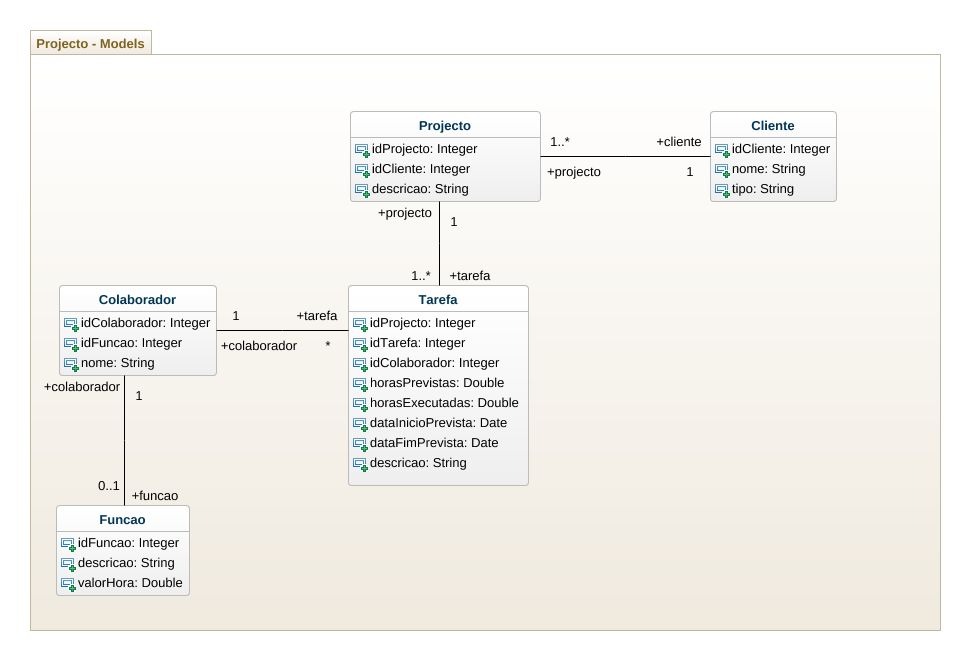 Projecto - Models
Projecto
idProjecto: Integer
idCliente: Integer
descricao: String
1..*
+cliente
+projecto
1
Cliente
idCliente: Integer
nome: String
tipo: String
+projecto
1
1..*
+tarefa
Colaborador
idColaborador: Integer
idFuncao: Integer
nome: String
1
+tarefa
+colaborador
*
Tarefa
idProjecto: Integer
idTarefa: Integer
idColaborador: Integer
horasPrevistas: Double
horasExecutadas: Double
dataInicioPrevista: Date
dataFimPrevista: Date
descricao: String
+colaborador
1
0..1
+funcao
Funcao
idFuncao: Integer
descricao: String
valorHora: Double